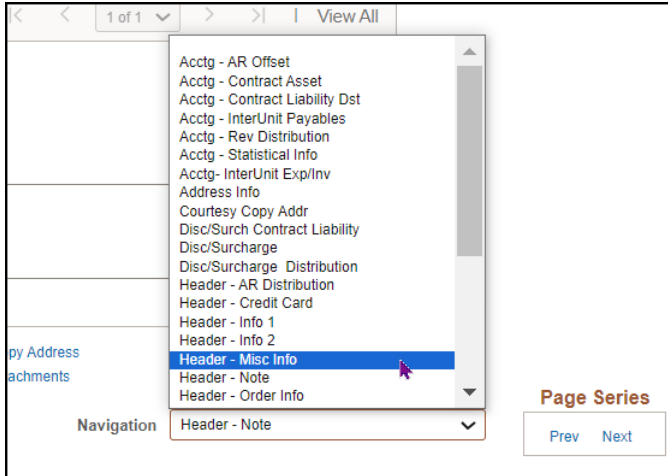 1 of 1
View All
Acctg - AR Offset
Acctg - Contract Asset
Acctg - Contract Liability Dst
Acctg - InterUnit Payables
Acctg - Rev Distribution
Acctg - Statistical Info
Acctg- InterUnit Exp/Inv
Address Info
Courtesy Copy Addr
Disc/Surch Contract Liability
Disc/Surcharge
Disc/Surcharge  Distribution
Header - AR Distribution
Header - Credit Card
Header - Info 1
Header - Info 2
Header - Misc Info
Header - Note
Header - Order Info
py Address
achments
Navigation
Header - Note
Page Series
Prev
Next